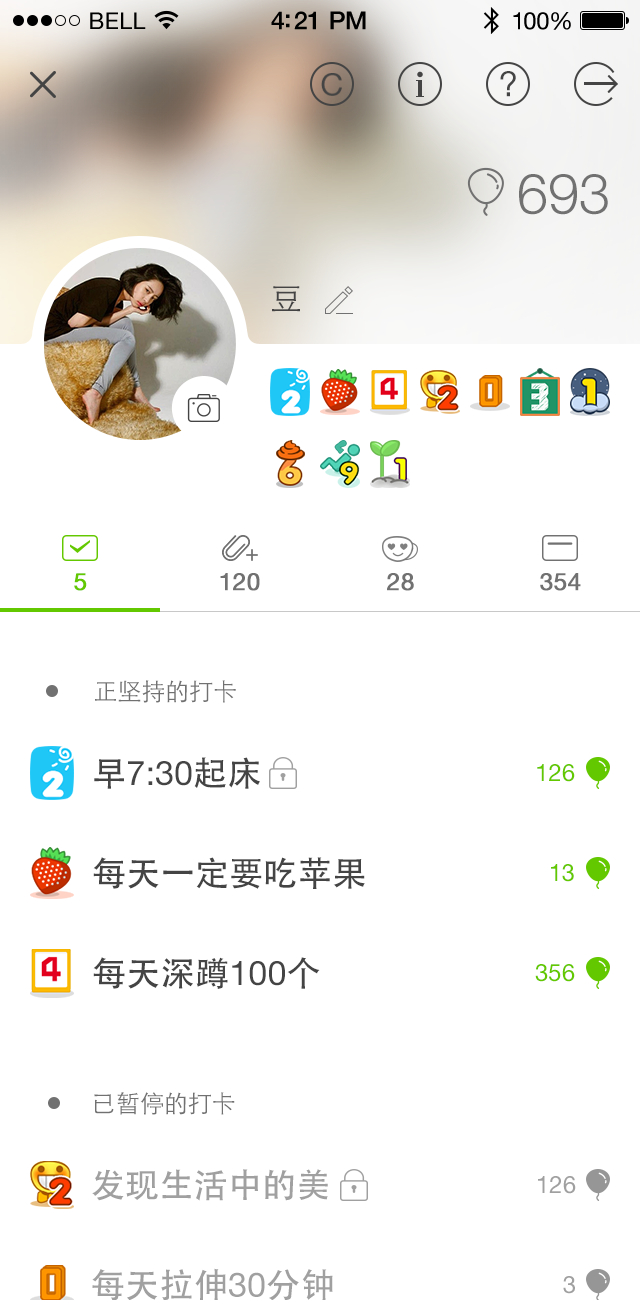 BELL 4:21 PM 100%
C i ?
693
豆
2 4 2 0 3 1
6 9 1
5 120 28 354
正坚持的打卡
2 早7:30起床 126
每天一定要吃苹果 13
4 每天深蹲100个 356
已暂停的打卡
2 发现生活中的美 126
0 每天拉伸30分钟 3